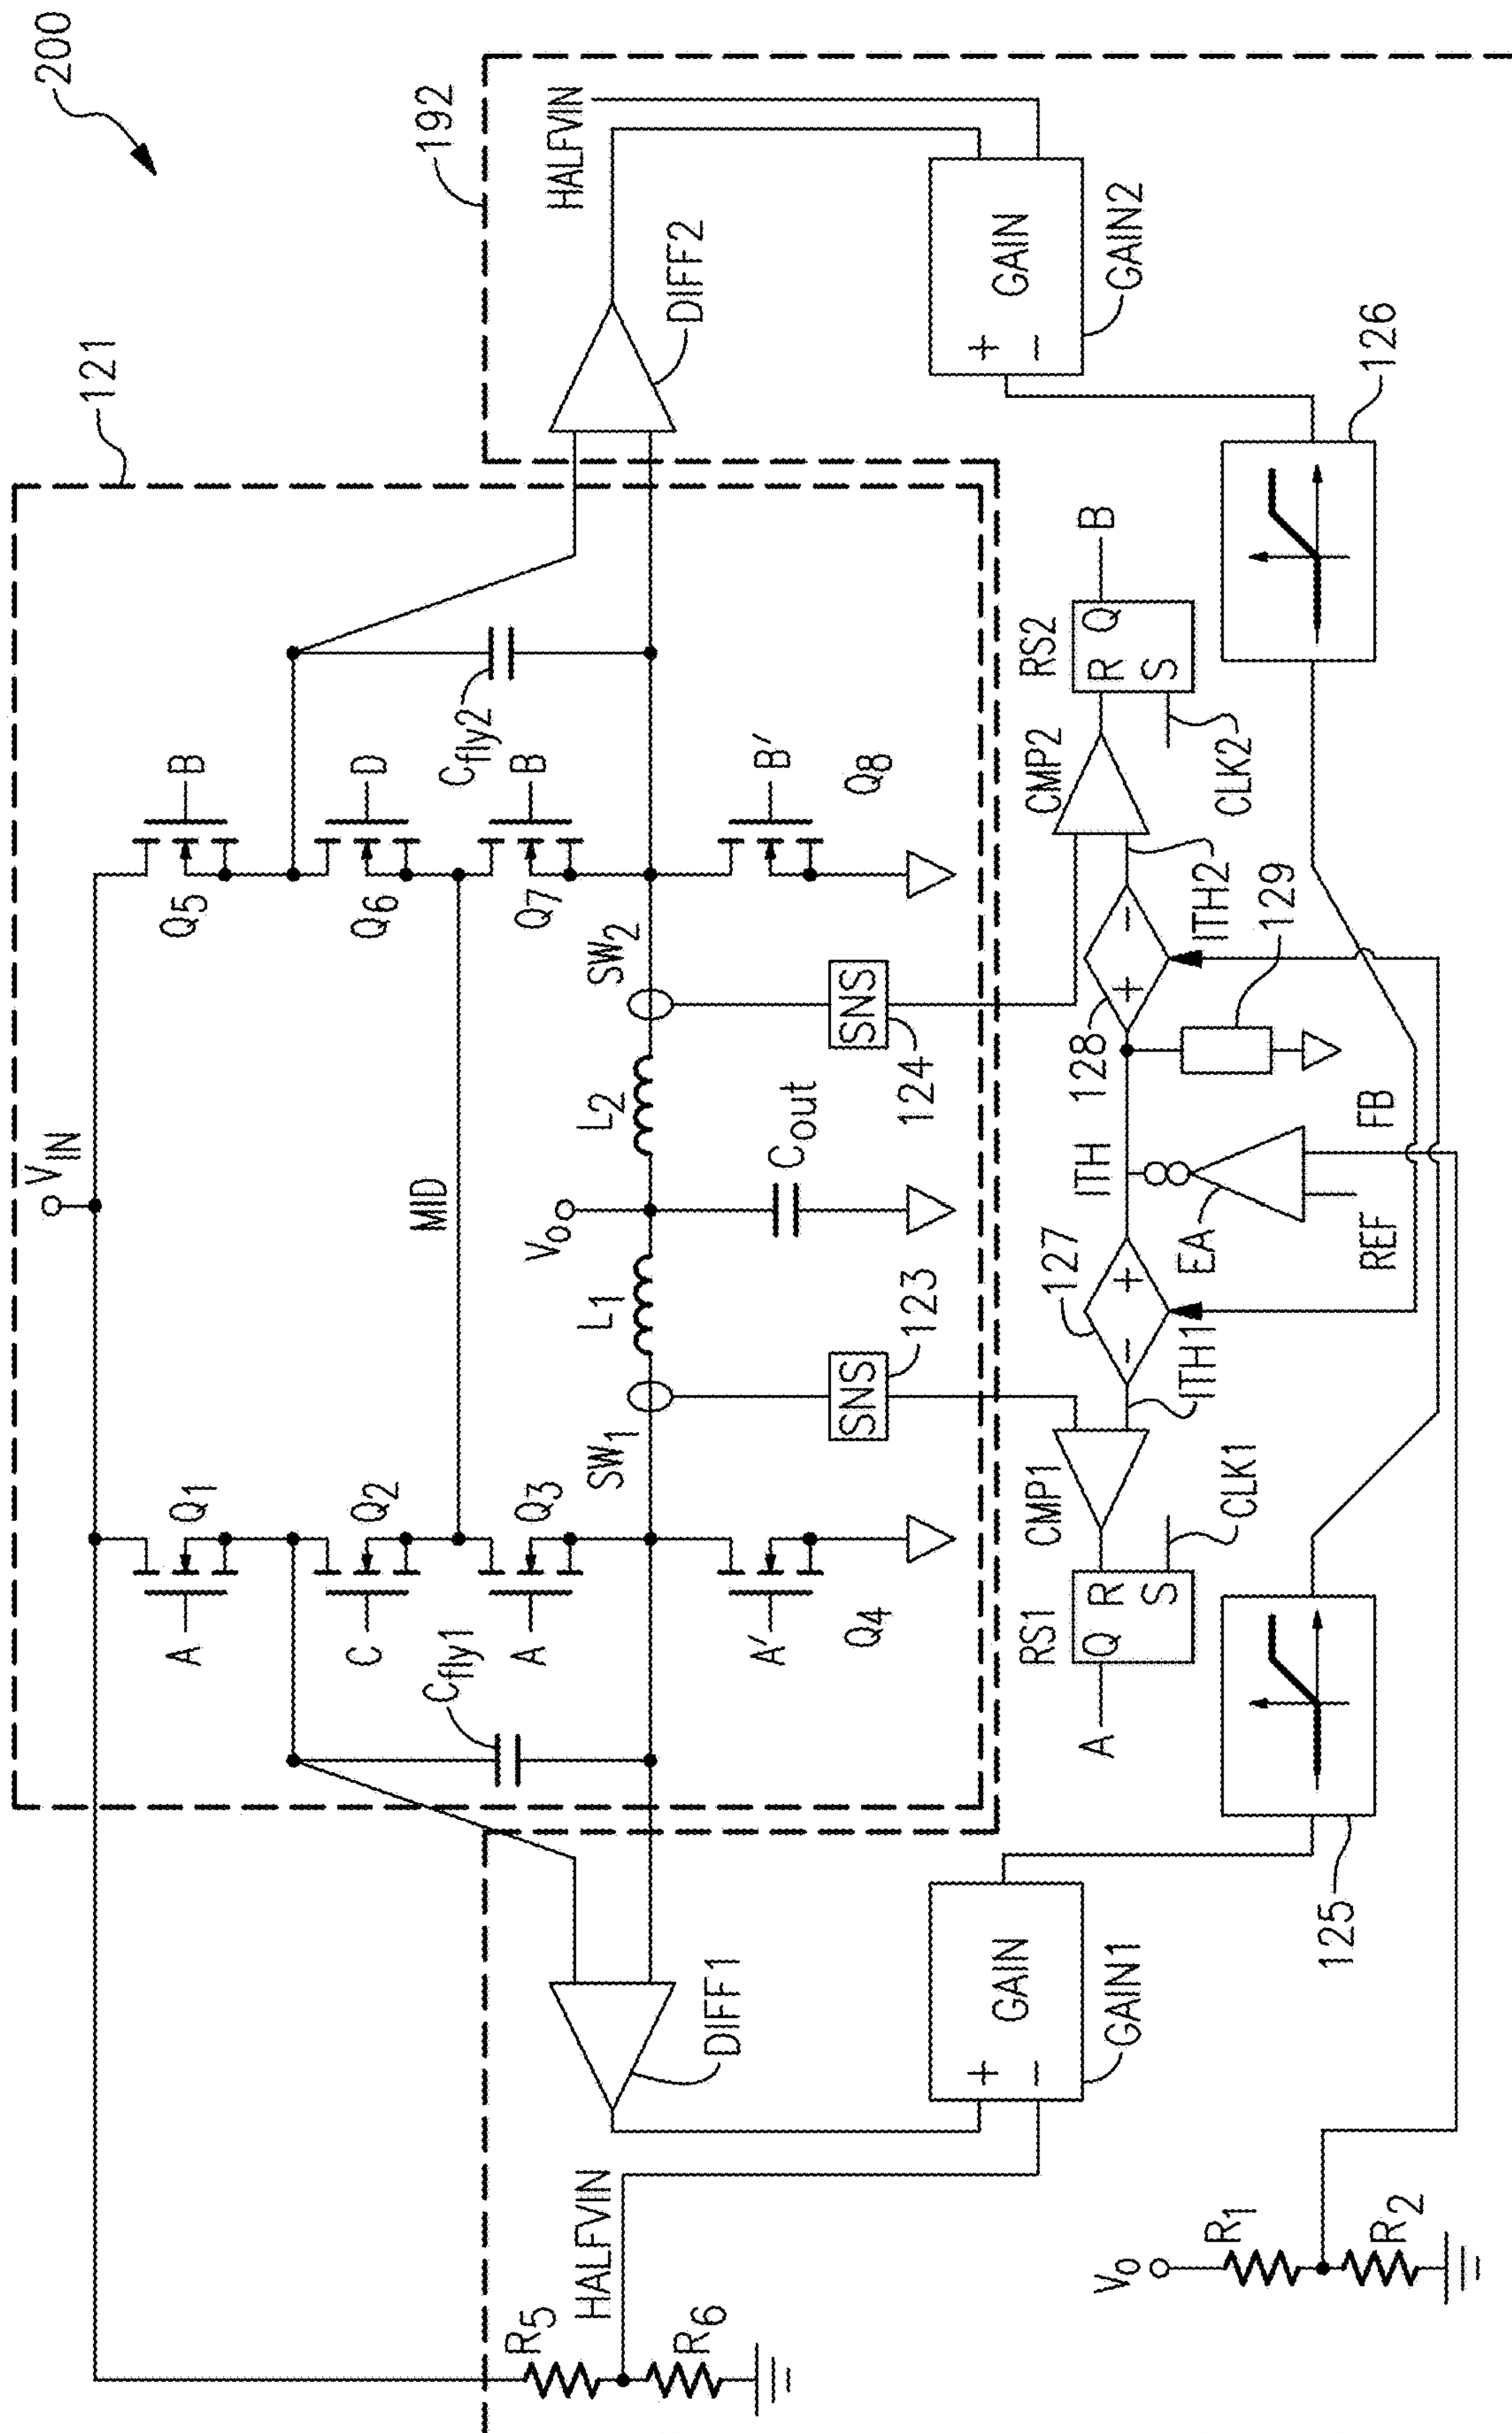 200
192
121
V_IN
HALFVIN
R5
R6
HALFVIN
DIFF1
DIFF2
A
Q1
C
Q2
A
Q3
A′
Q4
Cfly1
B
Q5
D
Q6
B
Q7
B′
Q8
Cfly2
MID
SW1
L1
Vo
L2
SW2
Cout
SNS
123
SNS
124
GAIN
+
−
GAIN1
GAIN
+
−
GAIN2
A
RS1
Q R
S
CLK1
CMP1
ITH1
127
−
+
ITH
EA
REF
FB
128
+
−
129
ITH2
CMP2
CLK2
RS2
R Q
S
B
125
126
Vo
R1
R2